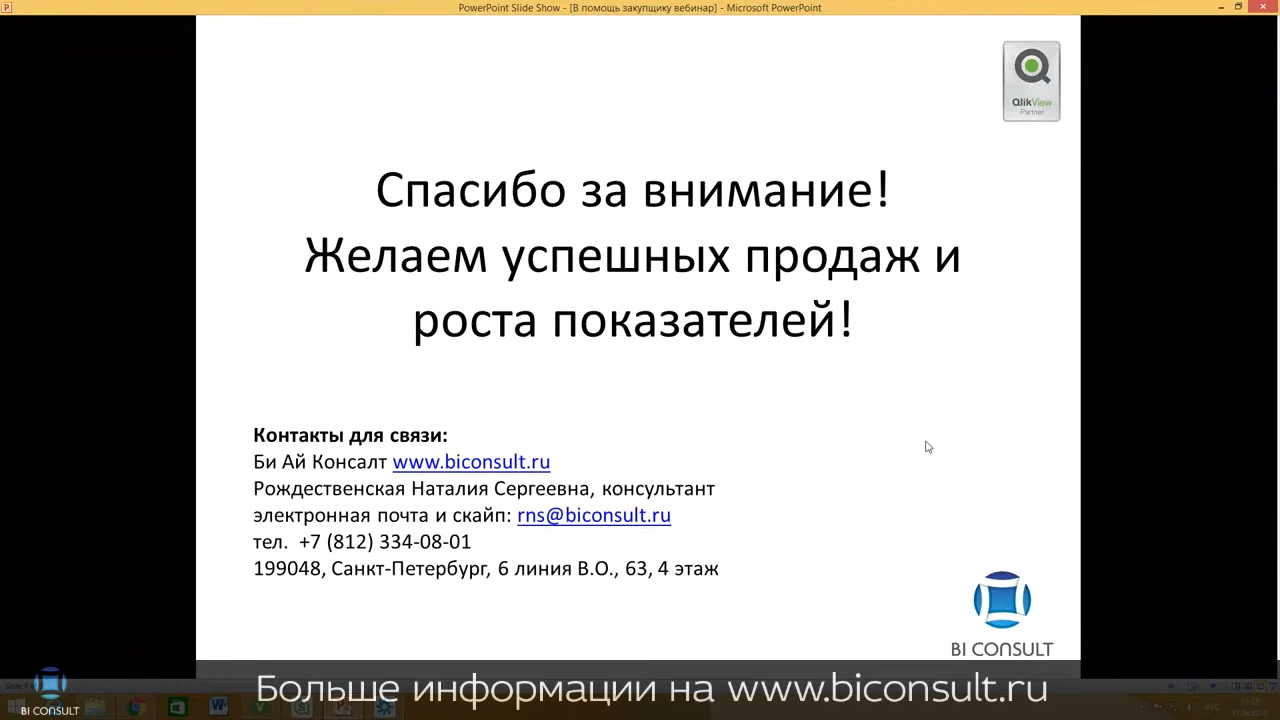 PowerPoint Slide Show - [В помощь закупщику вебинар] - Microsoft PowerPoint
QlikView
Partner
Спасибо за внимание!
Желаем успешных продаж и
роста показателей!
Контакты для связи:
Би Ай Консалт www.biconsult.ru
Рождественская Наталия Сергеевна, консультант
электронная почта и скайп: rns@biconsult.ru
тел. +7 (812) 334-08-01
199048, Санкт-Петербург, 6 линия В.О., 63, 4 этаж
BI CONSULT
Больше информации на www.biconsult.ru
BI CONSULT
РУС